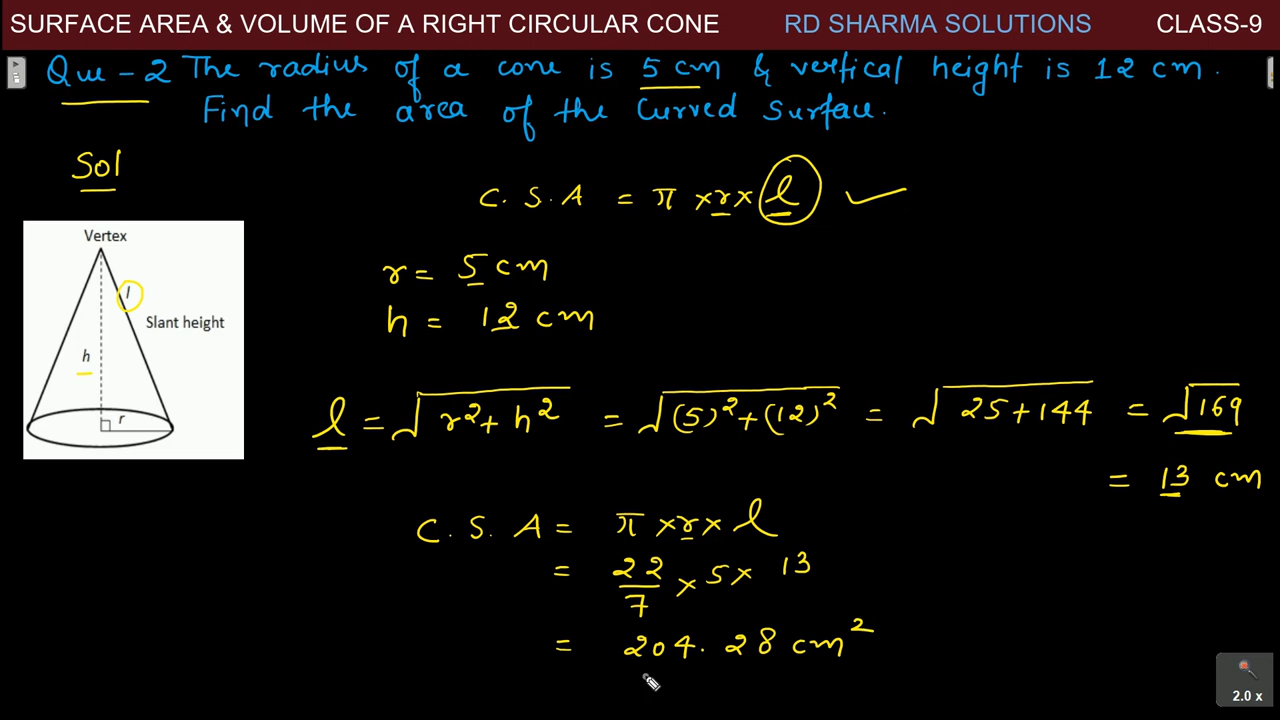 SURFACE AREA & VOLUME OF A RIGHT CIRCULAR CONE RD SHARMA SOLUTIONS CLASS-9
Que - 2 The radius of a cone is 5 cm & vertical height is 12 cm.
Find the area of the Curved Surface.
Sol
C. S. A = π × r × l
Vertex
l
Slant height
h
r
r = 5 cm
h = 12 cm
l = √(r² + h²) = √((5)² + (12)²) = √(25 + 144) = √169
= 13 cm
C. S. A = π × r × l
= 22/7 × 5 × 13
= 204.28 cm²
2.0 x